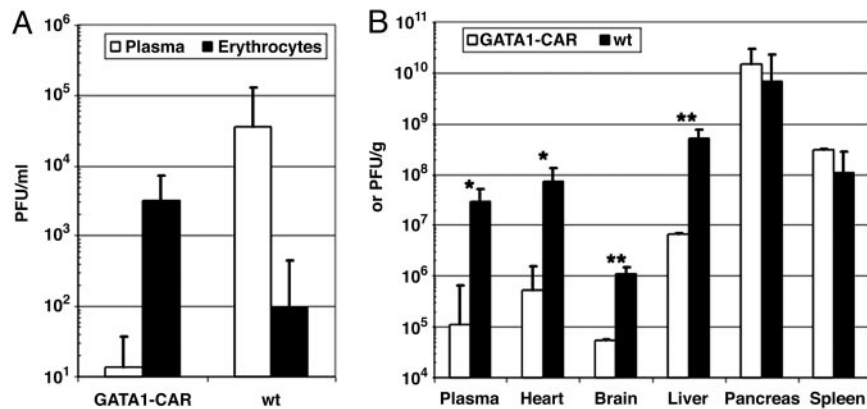 A
PFU/ml
10⁶
10⁵
10⁴
10³
10²
10¹
Plasma
Erythrocytes
GATA1-CAR
wt
B
or PFU/g
10¹¹
10¹⁰
10⁹
10⁸
10⁷
10⁶
10⁵
10⁴
GATA1-CAR
wt
*
*
**
**
Plasma
Heart
Brain
Liver
Pancreas
Spleen